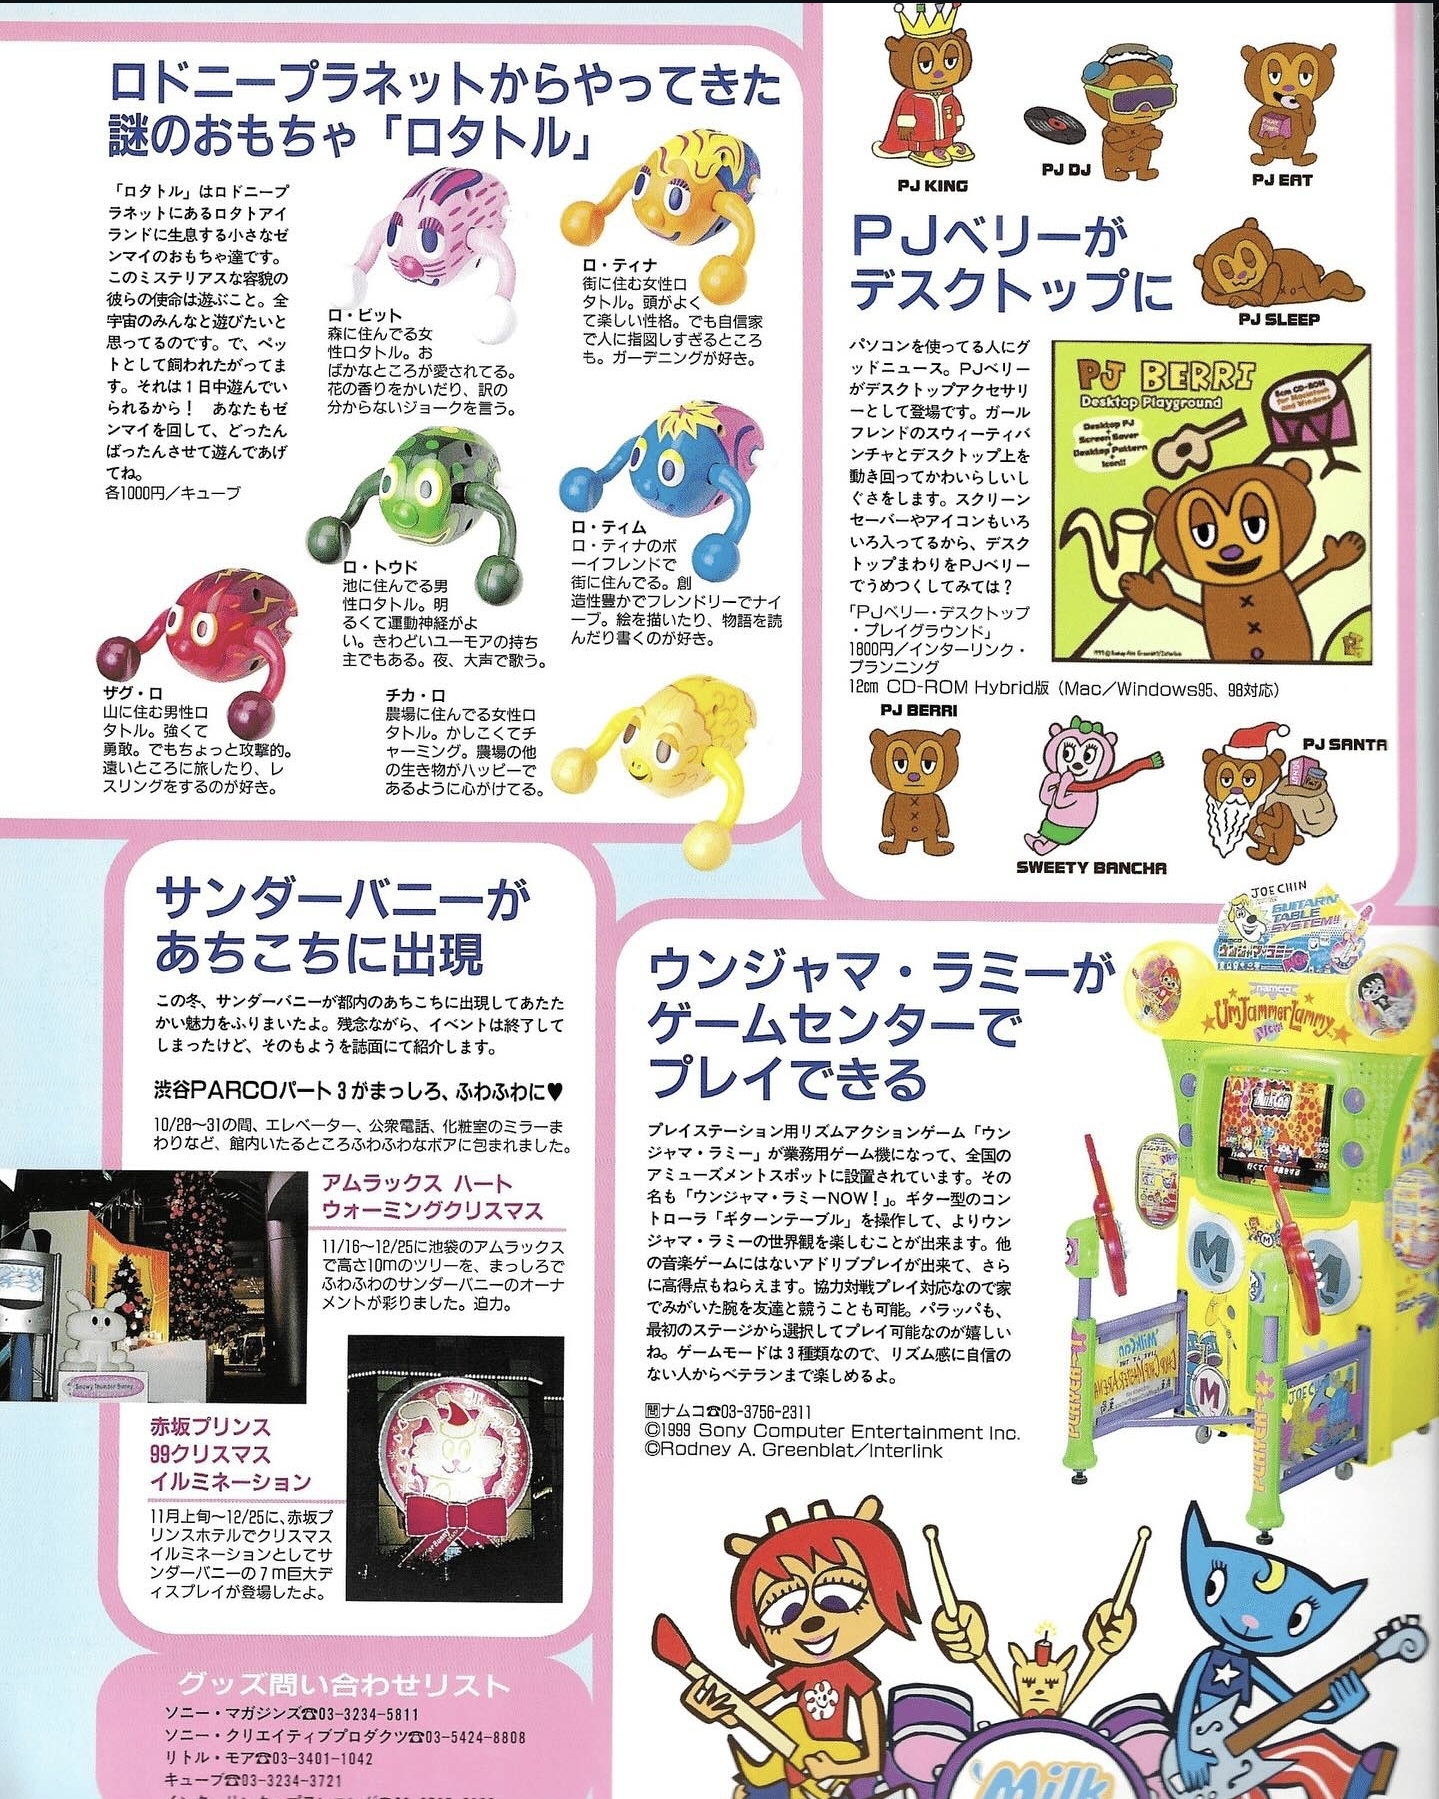 ロドニープラネットからやってきた
謎のおもちゃ「ロタトル」
「ロタトル」はロドニープ
ラネットにあるロタトアイ
ランドに生息する小さなゼ
ンマイのおもちゃ達です。
このミステリアスな容貌の
彼らの使命は遊ぶこと。全
宇宙のみんなと遊びたいと
思ってるのです。で、ペッ
トとして飼われたがってま
す。それは1日中遊んでい
られるから！　あなたもゼ
ンマイを回して、どったん
ばったんさせて遊んであげ
てね。
各1000円／キューブ
ロ・ビット
森に住んでる女
性ロタトル。お
ばかなところが愛されてる。
花の香りをかいだり、訳の
分からないジョークを言う。
ロ・ティナ
街に住む女性ロ
タトル。頭がよく
て楽しい性格。でも自信家
で人に指図しすぎるところ
も。ガーデニングが好き。
ロ・トウド
池に住んでる男
性ロタトル。明
るくて運動神経がよ
い。きわどいユーモアの持ち
主でもある。夜、大声で歌う。
ロ・ティム
ロ・ティナのボ
ーイフレンドで
街に住んでる。創
造性豊かでフレンドリーでナイ
ーブ。絵を描いたり、物語を読
んだり書くのが好き。
ザグ・ロ
山に住む男性ロ
タトル。強くて
勇敢。でもちょっと攻撃的。
遠いところに旅したり、レ
スリングをするのが好き。
チカ・ロ
農場に住んでる女性ロ
タトル。かしこくてチ
ャーミング。農場の他
の生き物がハッピーで
あるように心がけてる。
PJ KING
PJ DJ
PJ EAT
PJベリーが
デスクトップに
PJ SLEEP
パソコンを使ってる人にグ
ッドニュース。PJベリー
がデスクトップアクセサリ
ーとして登場です。ガール
フレンドのスウィーティバ
ンチャとデスクトップ上を
動き回ってかわいらしいし
ぐさをします。スクリーン
セーバーやアイコンもいろ
いろ入ってるから、デスク
トップまわりをPJベリー
でうめつくしてみては？
「PJベリー・デスクトップ
・プレイグラウンド」
1800円／インターリンク・
プランニング
12cm CD-ROM Hybrid版（Mac／Windows95、98対応）
PJ BERRI
Desktop Playground
8cm CD-ROM
for Macintosh
and Windows
Desktop PJ
+
Screen Saver
+
Desktop Pattern
+
Icon!!
PJ BERRI
SWEETY BANCHA
PJ SANTA
サンダーバニーが
あちこちに出現
この冬、サンダーバニーが都内のあちこちに出現してあたた
かい魅力をふりまいたよ。残念ながら、イベントは終了して
しまったけど、そのもようを誌面にて紹介します。
渋谷PARCOパート3がまっしろ、ふわふわに♥
10/28〜31の間、エレベーター、公衆電話、化粧室のミラーま
わりなど、館内いたるところふわふわなボアに包まれました。
アムラックス ハート
ウォーミングクリスマス
11/16〜12/25に池袋のアムラックス
で高さ10mのツリーを、まっしろで
ふわふわのサンダーバニーのオーナ
メントが彩りました。迫力。
Snowy Thunder Bunny
赤坂プリンス
99クリスマス
イルミネーション
11月上旬〜12/25に、赤坂プ
リンスホテルでクリスマス
イルミネーションとしてサ
ンダーバニーの7m巨大デ
ィスプレイが登場したよ。
ウンジャマ・ラミーが
ゲームセンターで
プレイできる
プレイステーション用リズムアクションゲーム「ウン
ジャマ・ラミー」が業務用ゲーム機になって、全国の
アミューズメントスポットに設置されています。その
名も「ウンジャマ・ラミーNOW！」。ギター型のコン
トローラ「ギターンテーブル」を操作して、よりウン
ジャマ・ラミーの世界観を楽しむことが出来ます。他
の音楽ゲームにはないアドリブプレイが出来て、さら
に高得点もねらえます。協力対戦プレイ対応なので家
でみがいた腕を友達と競うことも可能。パラッパも、
最初のステージから選択してプレイ可能なのが嬉しい
ね。ゲームモードは3種類なので、リズム感に自信の
ない人からベテランまで楽しめるよ。
問ナムコ☎03-3756-2311
©1999 Sony Computer Entertainment Inc.
©Rodney A. Greenblat／Interlink
JOE CHIN
GUITARN
TABLE
SYSTEM!!
namco
ウンジャマラミー
namco
UmJammerLammy
NOW!
MilkCan
M
M
M
PLAYER
PLAYER
JOE CHIN
Milk
グッズ問い合わせリスト
ソニー・マガジンズ☎03-3234-5811
ソニー・クリエイティブプロダクツ☎03-5424-8808
リトル・モア☎03-3401-1042
キューブ☎03-3234-3721